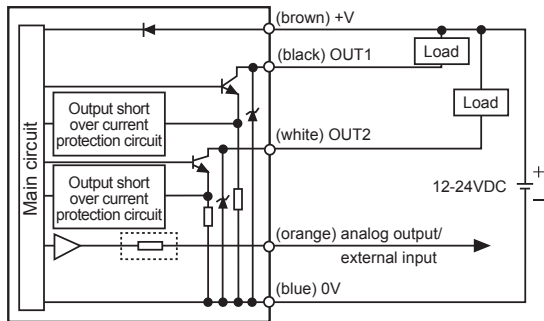 (brown) +V
(black) OUT1
Load
Output short
over current
protection circuit
Load
(white) OUT2
Main circuit
Output short
over current
protection circuit
12-24VDC
+
−
(orange) analog output/
external input
(blue) 0V